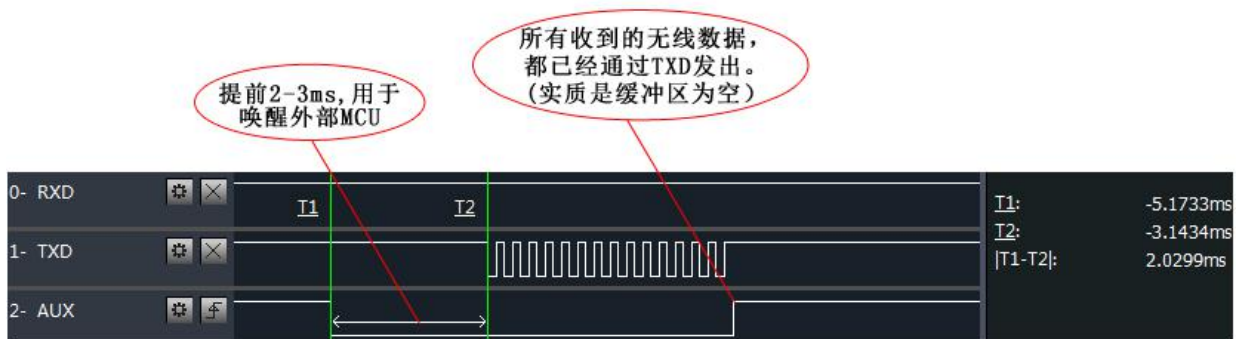 所有收到的无线数据，
都已经通过TXD发出。
(实质是缓冲区为空)
提前2-3ms,用于
唤醒外部MCU
0- RXD
T1
T2
1- TXD
2- AUX
T1: -5.1733ms
T2: -3.1434ms
|T1-T2|: 2.0299ms